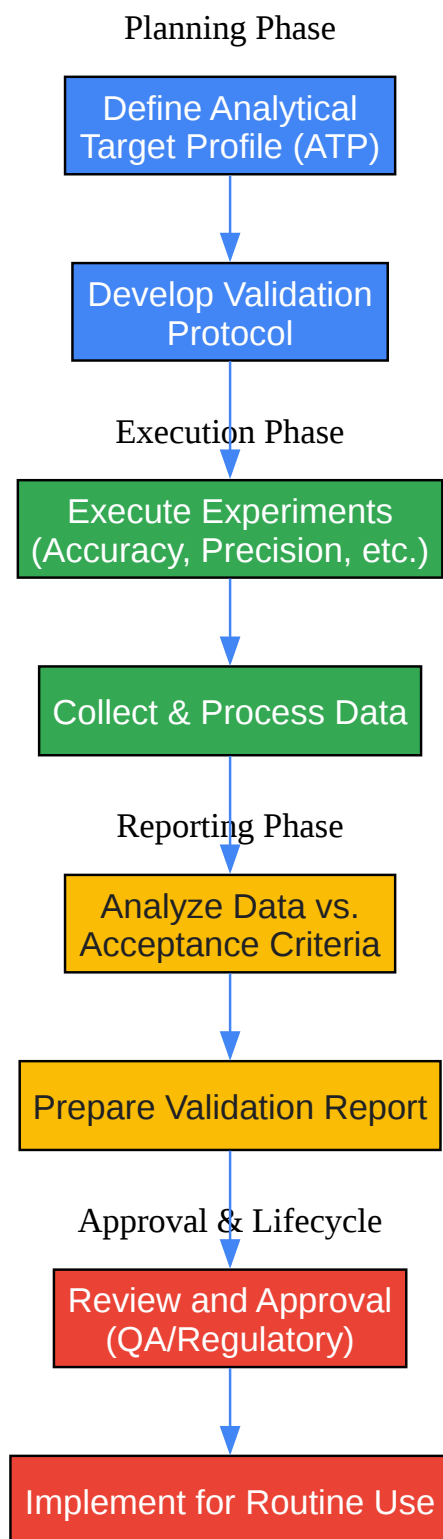 Planning Phase
Define Analytical
Target Profile (ATP)
Develop Validation
Protocol
Execution Phase
Execute Experiments
(Accuracy, Precision, etc.)
Collect & Process Data
Reporting Phase
Analyze Data vs.
Acceptance Criteria
Prepare Validation Report
Approval & Lifecycle
Review and Approval
(QA/Regulatory)
Implement for Routine Use